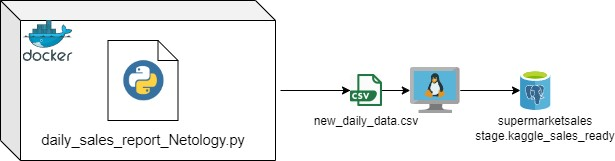 docker
daily_sales_report_Netology.py
CSV
new_daily_data.csv
supermarketsales
stage.kaggle_sales_ready